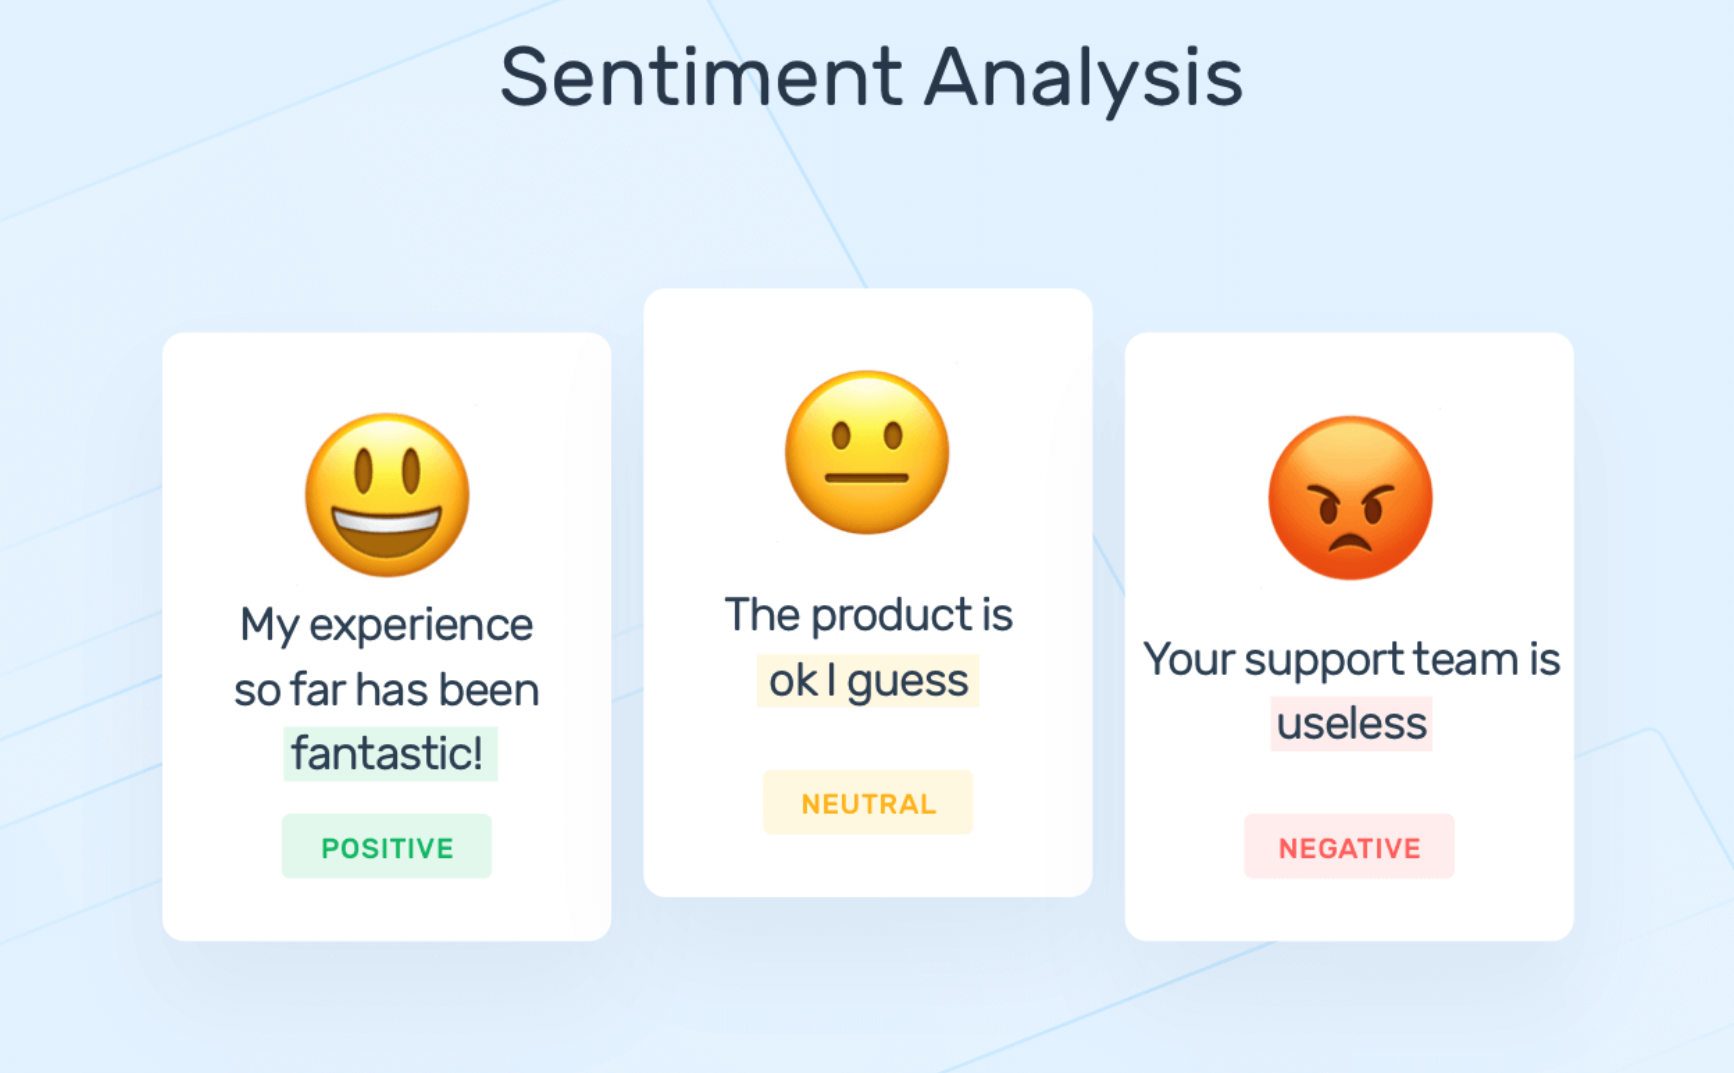 Sentiment Analysis
My experience
so far has been
fantastic!
POSITIVE
The product is
ok I guess
NEUTRAL
Your support team is
useless
NEGATIVE